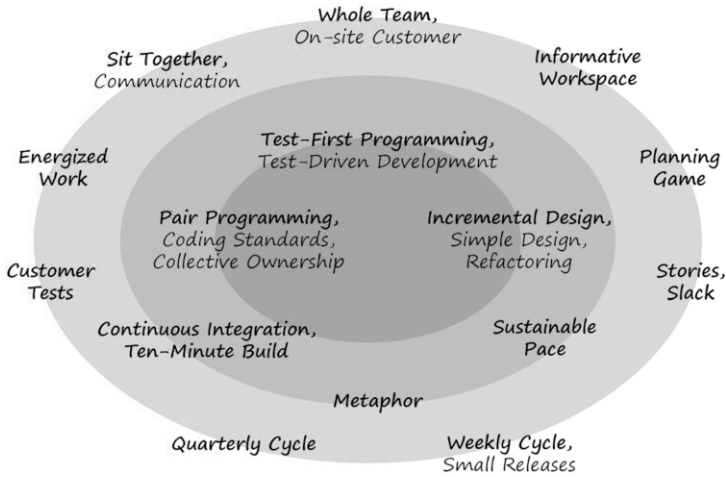 Whole Team,
On-site Customer
Sit Together,
Communication
Informative
Workspace
Test-First Programming,
Test-Driven Development
Energized
Work
Planning
Game
Pair Programming,
Coding Standards,
Collective Ownership
Incremental Design,
Simple Design,
Refactoring
Customer
Tests
Stories,
Slack
Continuous Integration,
Ten-Minute Build
Sustainable
Pace
Metaphor
Quarterly Cycle
Weekly Cycle,
Small Releases